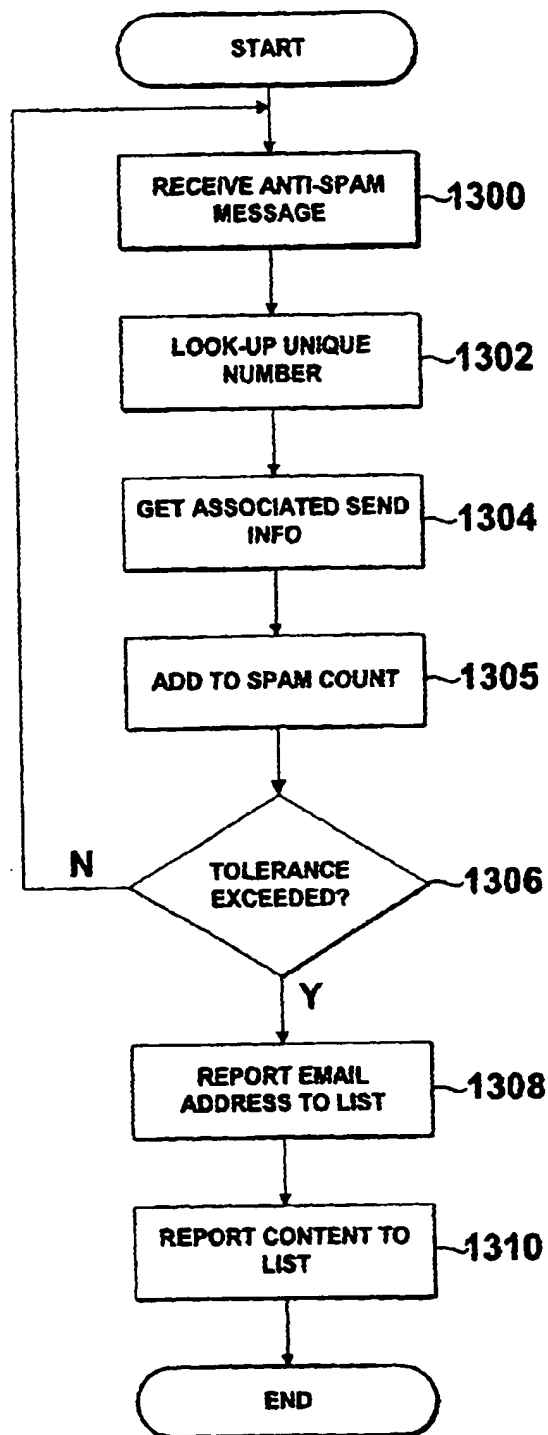 START
RECEIVE ANTI-SPAM
MESSAGE
1300
LOOK-UP UNIQUE
NUMBER
1302
GET ASSOCIATED SEND
INFO
1304
ADD TO SPAM COUNT
1305
TOLERANCE
EXCEEDED?
1306
N
Y
REPORT EMAIL
ADDRESS TO LIST
1308
REPORT CONTENT TO
LIST
1310
END